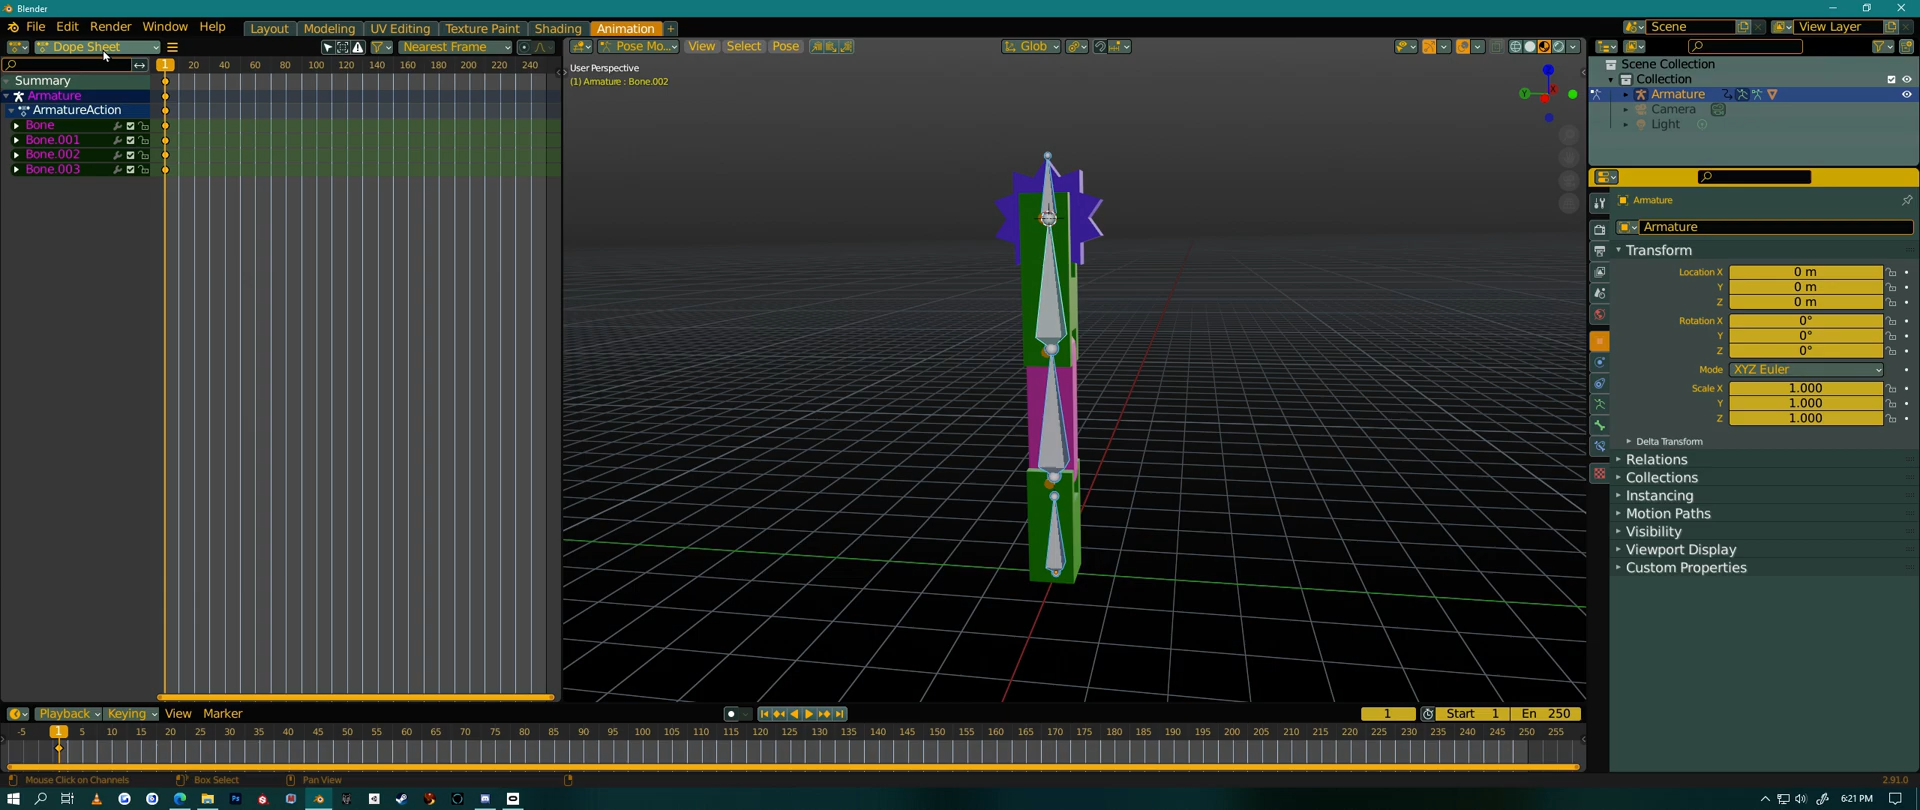 Blender
File Edit Render Window Help Layout Modeling UV Editing Texture Paint Shading Animation + Scene View Layer
Dope Sheet Nearest Frame Pose Mo... View Select Pose Glob
1 20 40 60 80 100 120 140 160 180 200 220 240
Summary
Armature
ArmatureAction
Bone
Bone.001
Bone.002
Bone.003
User Perspective
(1) Armature : Bone.002
Z
Y
X
Scene Collection
Collection
Armature
Camera
Light
Armature
Armature
Transform
Location X 0 m
Y 0 m
Z 0 m
Rotation X 0°
Y 0°
Z 0°
Mode XYZ Euler
Scale X 1.000
Y 1.000
Z 1.000
Delta Transform
Relations
Collections
Instancing
Motion Paths
Visibility
Viewport Display
Custom Properties
Playback Keying View Marker 1 Start 1 En 250
-5 1 5 10 15 20 25 30 35 40 45 50 55 60 65 70 75 80 85 90 95 100 105 110 115 120 125 130 135 140 145 150 155 160 165 170 175 180 185 190 195 200 205 210 215 220 225 230 235 240 245 250 255
Mouse Click on Channels Box Select Pan View 2.91.0
6:21 PM